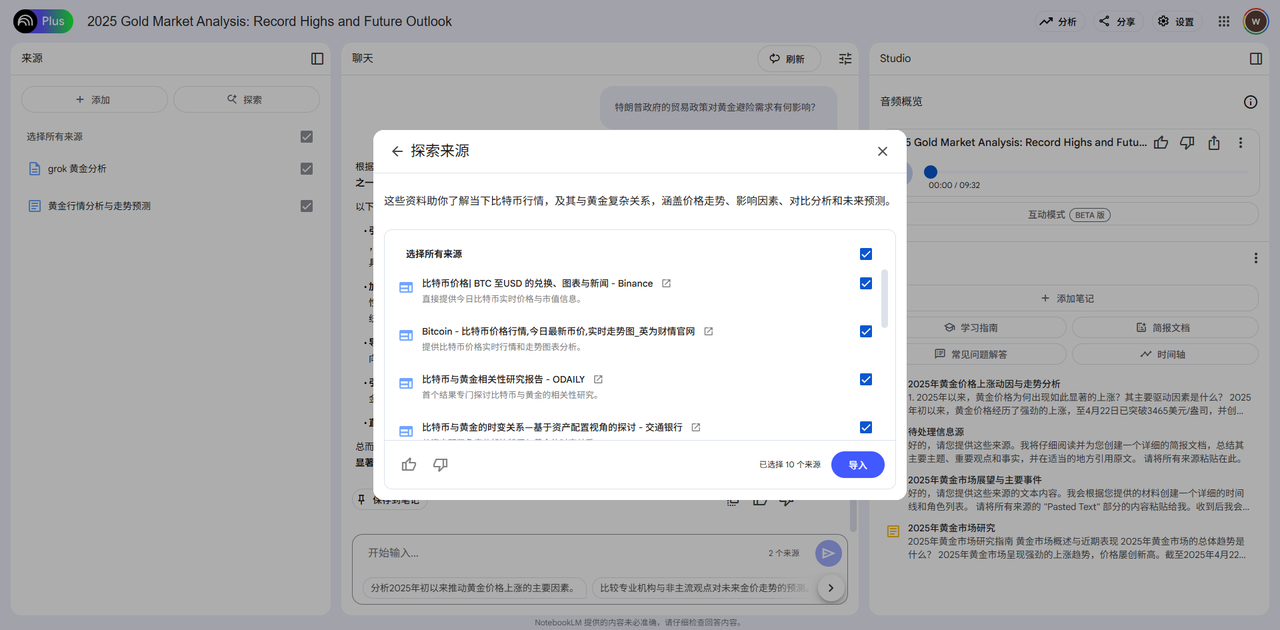 Plus
2025 Gold Market Analysis: Record Highs and Future Outlook
分析
分享
设置
W
来源
添加
探索
选择所有来源
grok 黄金分析
黄金行情分析与走势预测
聊天
刷新
特朗普政府的贸易政策对黄金避险需求有何影响?
根据
之一
以下
探索来源
这些资料助你了解当下比特币行情，及其与黄金复杂关系，涵盖价格走势、影响因素、对比分析和未来预测。
选择所有来源
比特币价格| BTC 至USD 的兑换、图表与新闻 - Binance
直接提供今日比特币实时价格与市值信息。
Bitcoin - 比特币价格行情,今日最新币价,实时走势图_英为财情官网
提供比特币价格实时行情和走势图表分析。
比特币与黄金相关性研究报告 - ODAILY
首个结果专门探讨比特币与黄金的相关性研究。
比特币与黄金的时变关系—基于资产配置视角的探讨 - 交通银行
已选择 10 个来源
导入
总而
显著
保存到笔记
开始输入...
2 个来源
分析2025年初以来推动黄金价格上涨的主要因素。
比较专业机构与非主流观点对未来金价走势的预测。
NotebookLM 提供的内容未必准确，请仔细检查回答内容。
Studio
音频概览
5 Gold Market Analysis: Record Highs and Futu...
00:00 / 09:32
互动模式
BETA 版
添加笔记
学习指南
简报文档
常见问题解答
时间轴
2025年黄金价格上涨动因与走势分析
1. 2025年以来，黄金价格为何出现如此显著的上涨？其主要驱动因素是什么？ 2025
年初以来，黄金价格经历了强劲的上涨，至4月22日已突破3465美元/盎司，并创...
待处理信息源
好的，请您提供这些来源。我将仔细阅读并为您创建一个详细的简报文档，总结其
主要主题、重要观点和事实，并在适当的地方引用原文。 请将所有来源粘贴在此。
2025年黄金市场展望与主要事件
好的，请您提供这些来源的文本内容。我会根据您提供的材料创建一个详细的时间
线和角色列表。 请将所有来源的 "Pasted Text" 部分的内容粘贴给我。收到后我会...
2025年黄金市场研究
2025年黄金市场研究指南 黄金市场概述与近期表现 2025年黄金市场的总体趋势是
什么？ 2025年黄金市场呈现强劲的上涨趋势，价格屡创新高。截至2025年4月22...